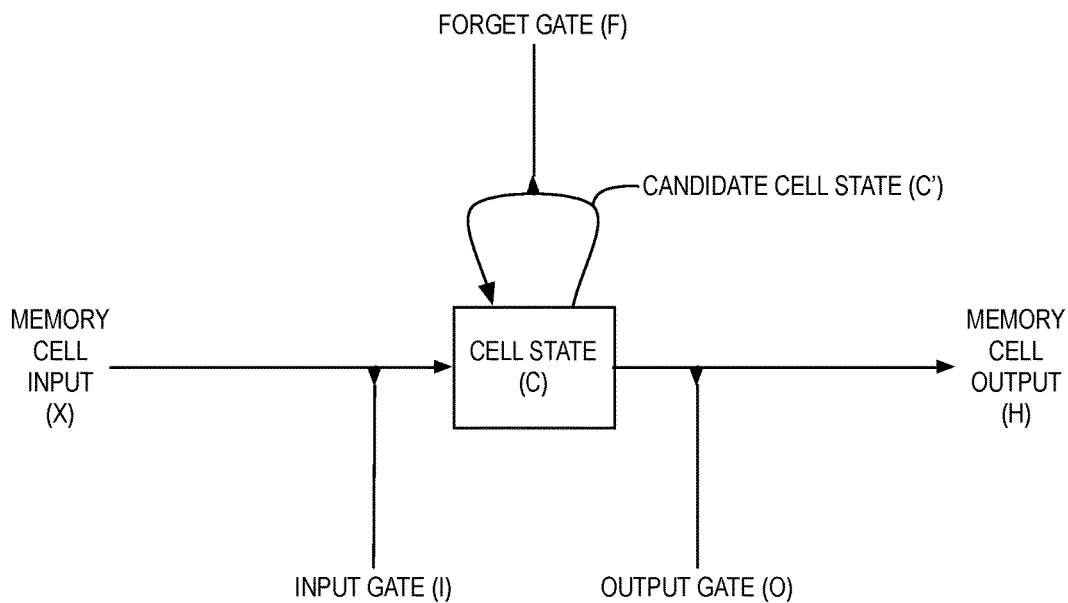 FORGET GATE (F)
CANDIDATE CELL STATE (C')
MEMORY
CELL
INPUT
(X)
CELL STATE
(C)
MEMORY
CELL
OUTPUT
(H)
INPUT GATE (I)
OUTPUT GATE (O)